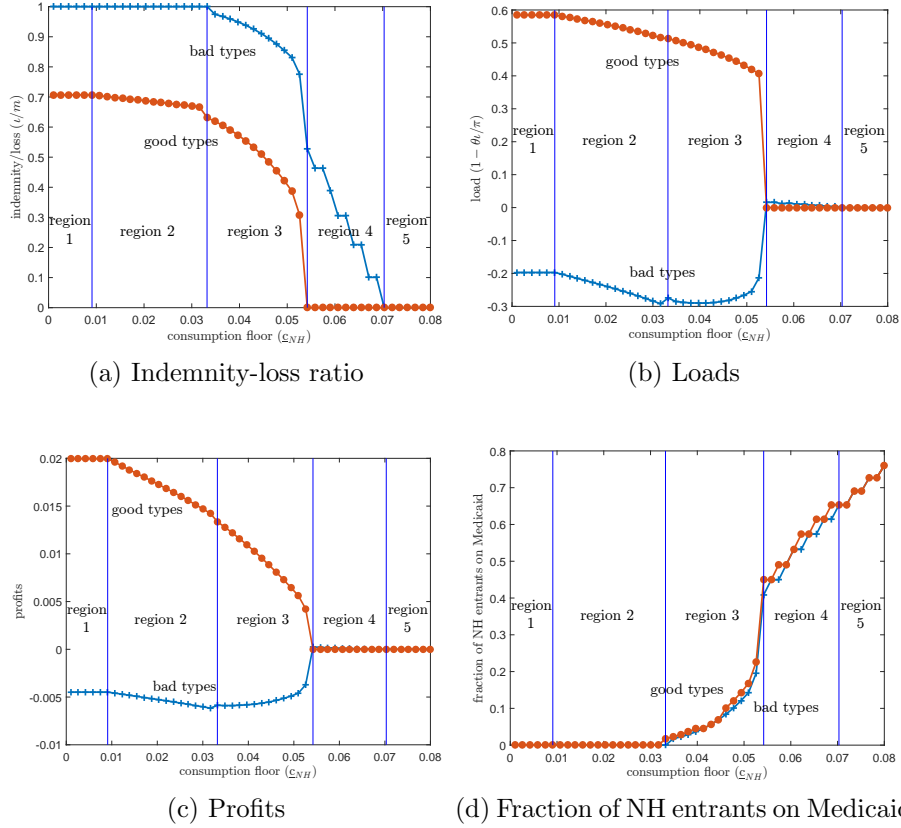 1
0.9
0.8
0.7
0.6
0.5
0.4
0.3
0.2
0.1
0
indemnity/loss (ι/m)
bad types
good types
region
1
region 2
region 3
region 4
region
5
0 0.01 0.02 0.03 0.04 0.05 0.06 0.07 0.08
consumption floor (c_NH)
(a) Indemnity-loss ratio
0.6
0.5
0.4
0.3
0.2
0.1
0
-0.1
-0.2
-0.3
load (1 − θι/π)
good types
region
1
region 2
region 3
region 4
region
5
bad types
0 0.01 0.02 0.03 0.04 0.05 0.06 0.07 0.08
consumption floor (c_NH)
(b) Loads
0.02
0.015
0.01
0.005
0
-0.005
-0.01
profits
good types
region
1
region 2
region 3
region 4
region
5
bad types
0 0.01 0.02 0.03 0.04 0.05 0.06 0.07 0.08
consumption floor (c_NH)
(c) Profits
0.8
0.7
0.6
0.5
0.4
0.3
0.2
0.1
0
fraction of NH entrants on Medicaid
region
1
region 2
region 3
region 4
region
5
good types
bad types
0 0.01 0.02 0.03 0.04 0.05 0.06 0.07 0.08
consumption floor (c_NH)
(d) Fraction of NH entrants on Medicaid